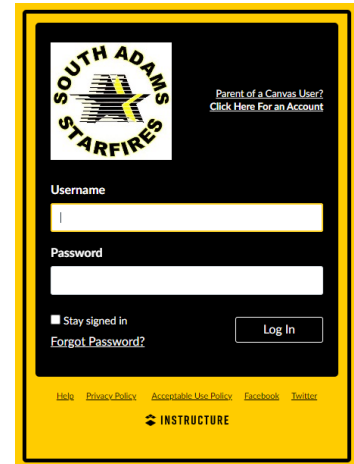 SOUTH ADAMS
STARFIRES
Parent of a Canvas User?
Click Here For an Account
Username
Password
Stay signed in
Log In
Forgot Password?
Help Privacy Policy Acceptable Use Policy Facebook Twitter
INSTRUCTURE